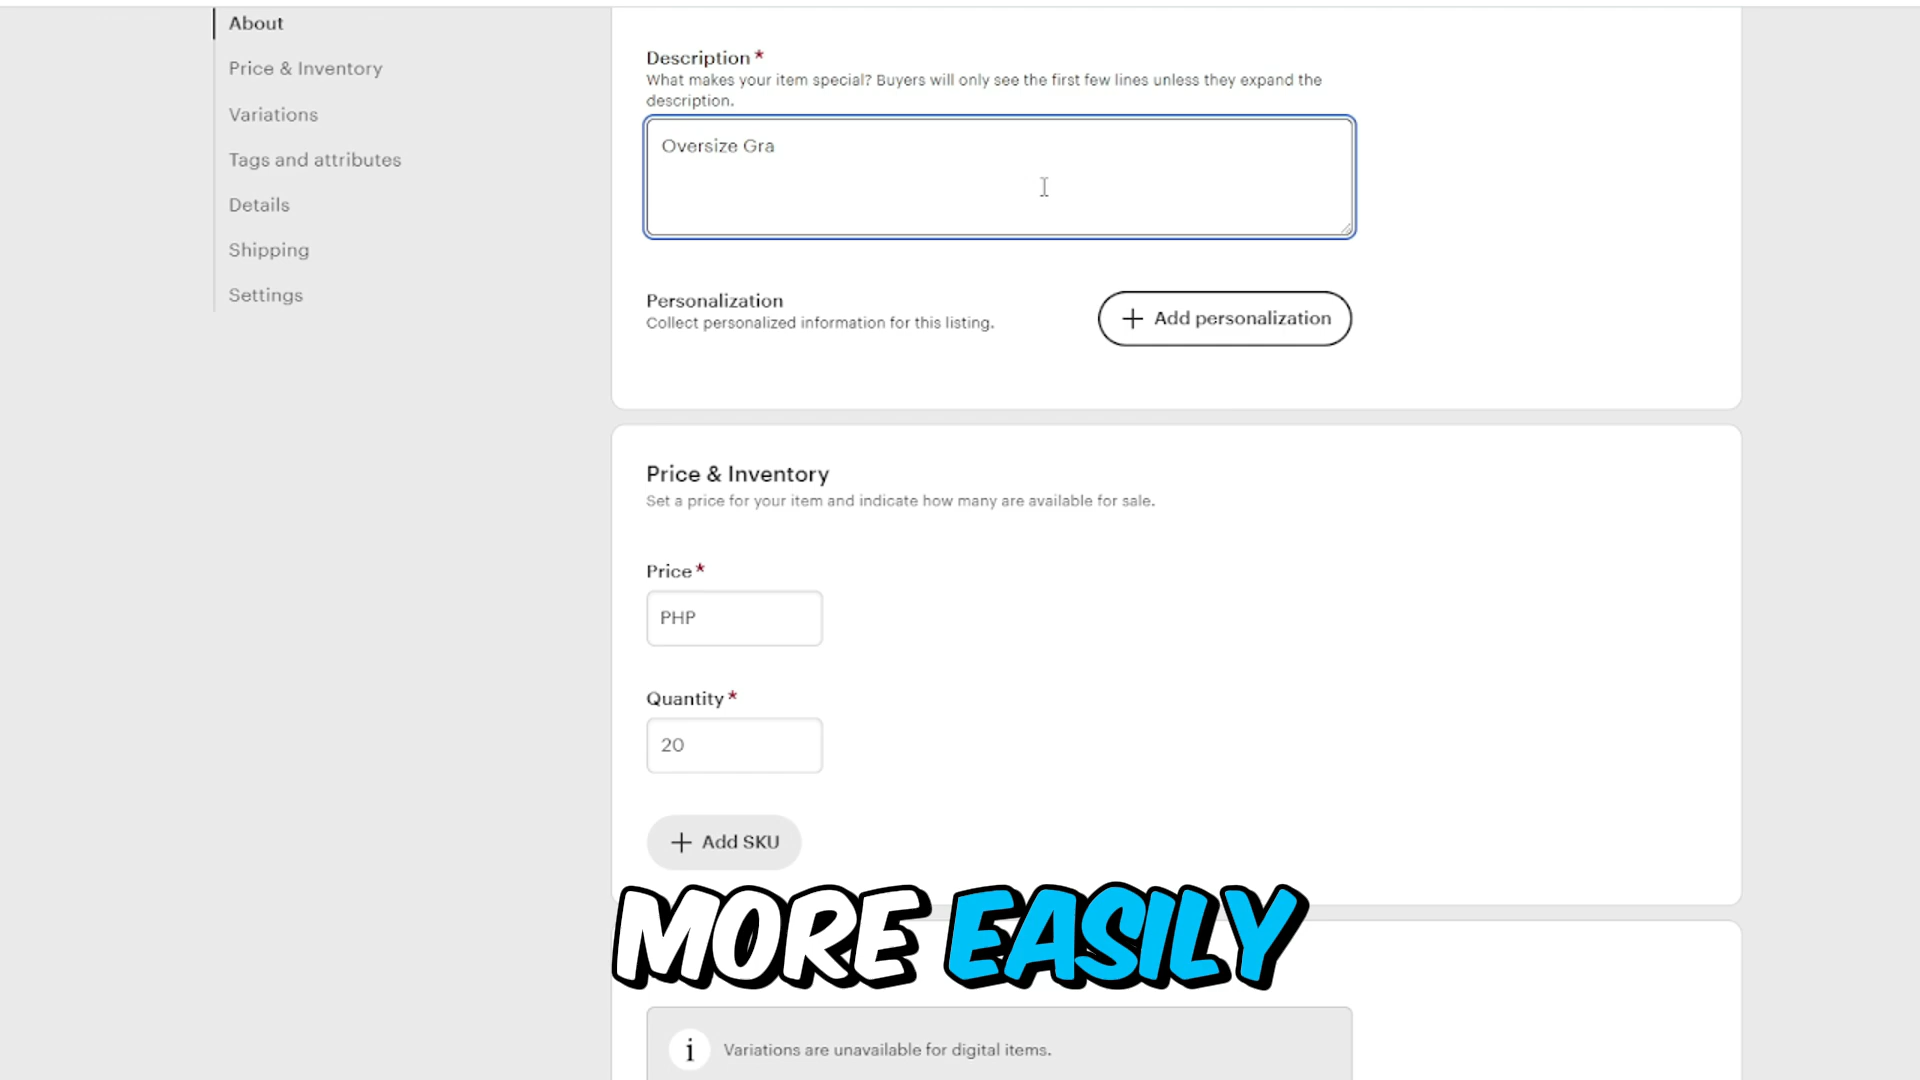 About
Price & Inventory
Variations
Tags and attributes
Details
Shipping
Settings
Description *
What makes your item special? Buyers will only see the first few lines unless they expand the
description.
Oversize Gra
Personalization
Collect personalized information for this listing.
+ Add personalization
Price & Inventory
Set a price for your item and indicate how many are available for sale.
Price *
PHP
Quantity *
20
+ Add SKU
MORE EASILY
i Variations are unavailable for digital items.